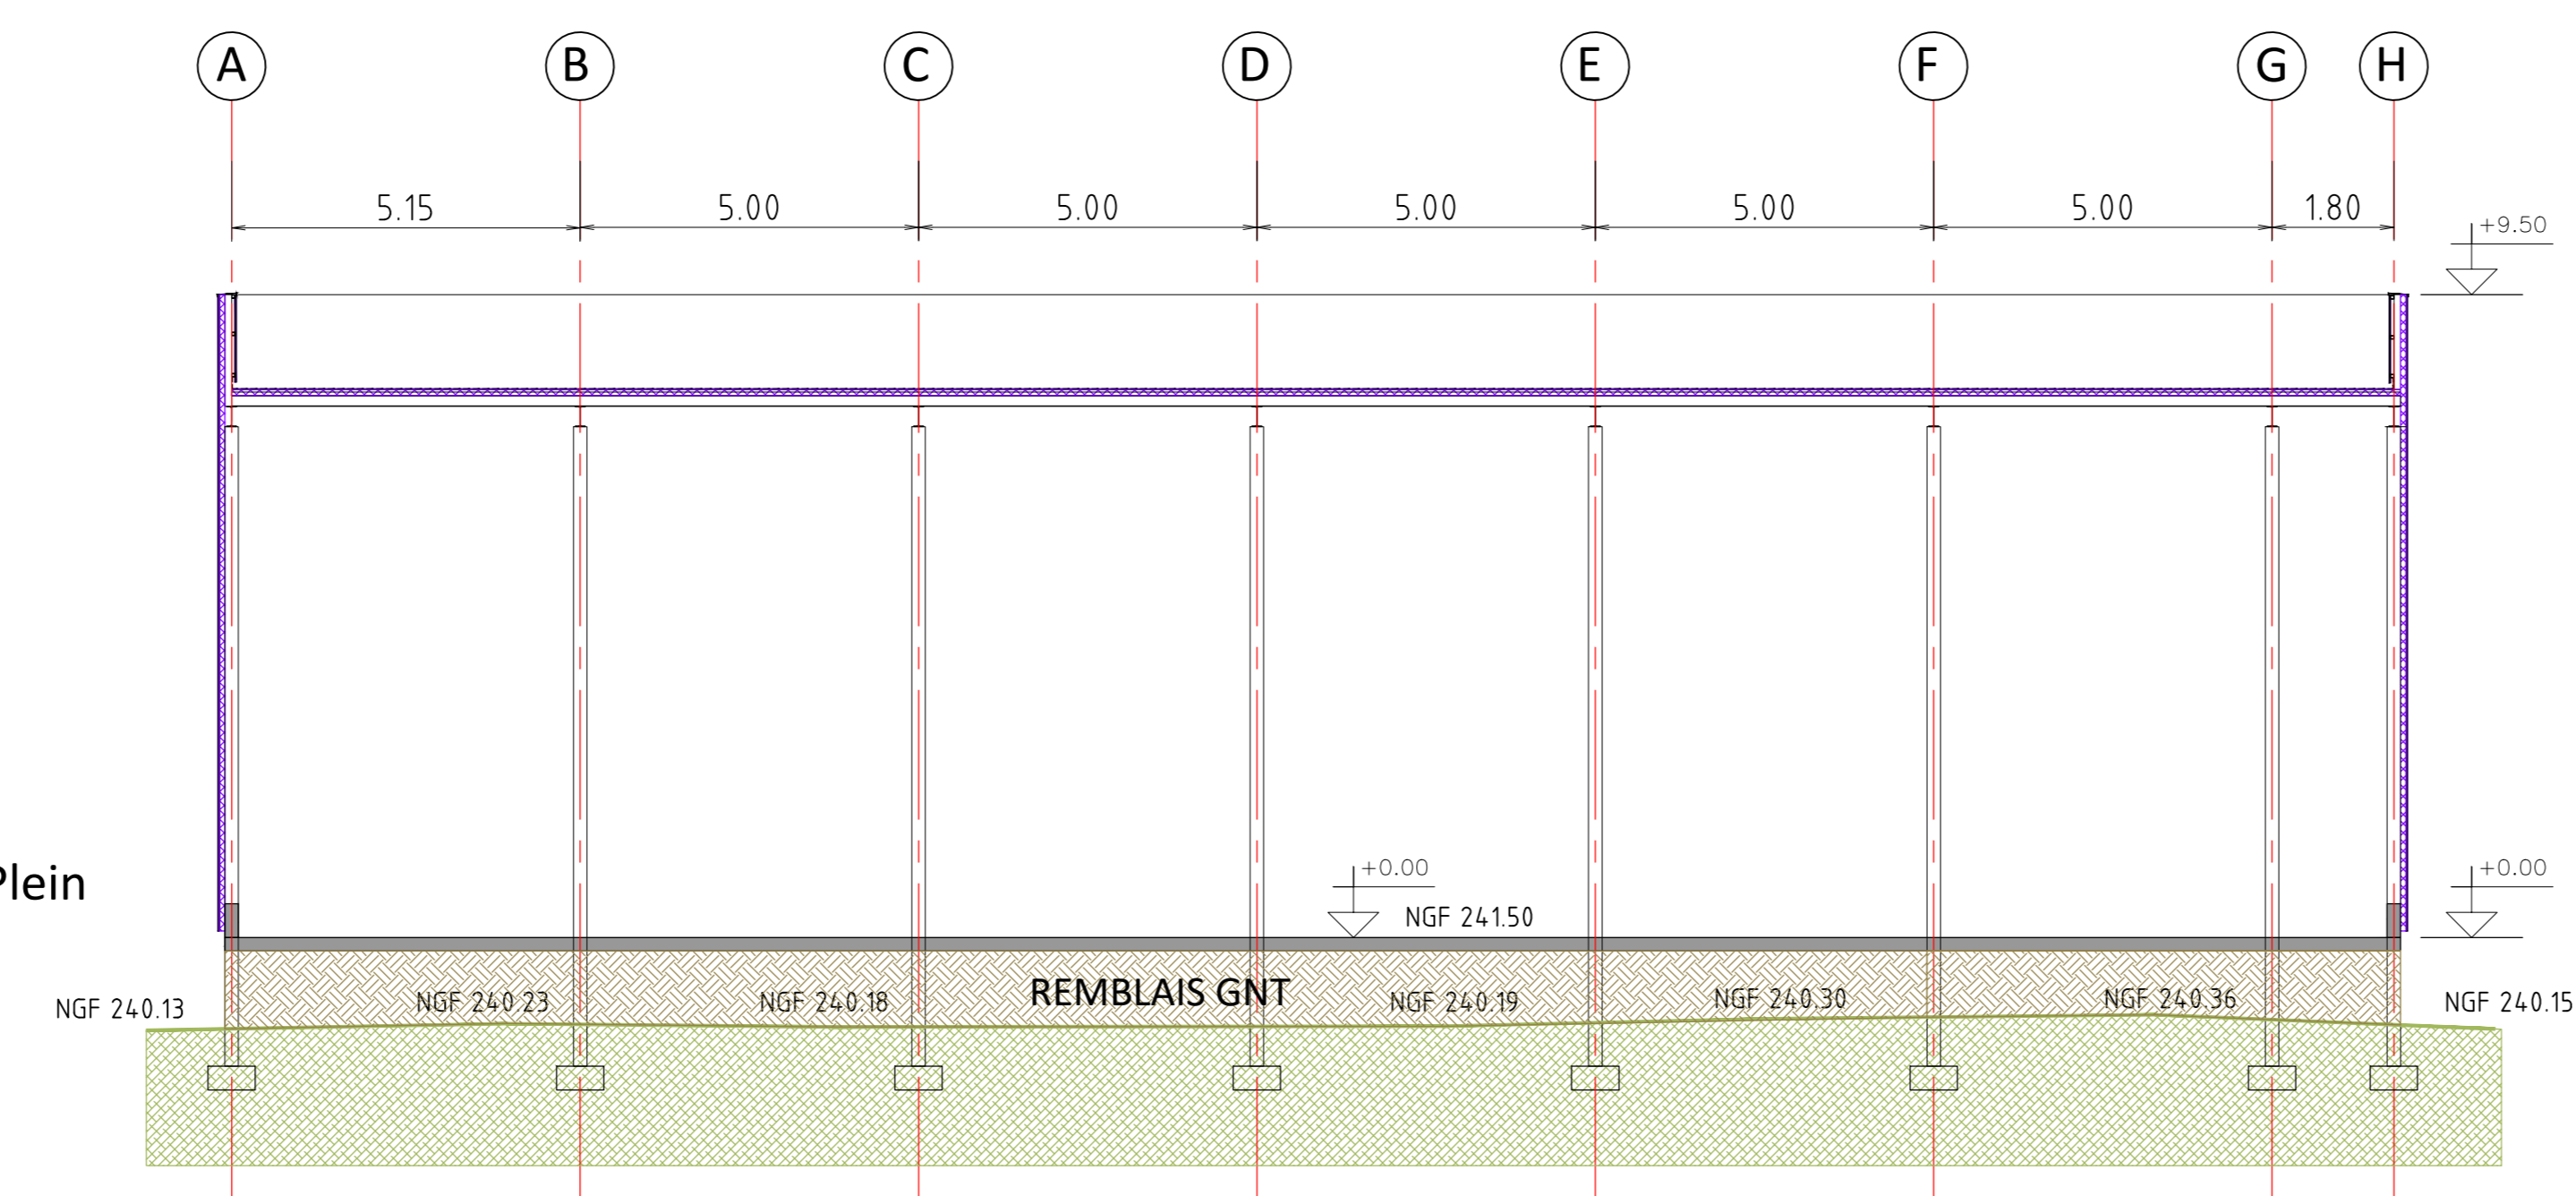 A B C D E F G H
5.15 5.00 5.00 5.00 5.00 5.00 1.80
+9.50
Plein
+0.00 +0.00
NGF 241.50
NGF 240.13 NGF 240.23 NGF 240.18 REMBLAIS GNT NGF 240.19 NGF 240.30 NGF 240.36 NGF 240.15